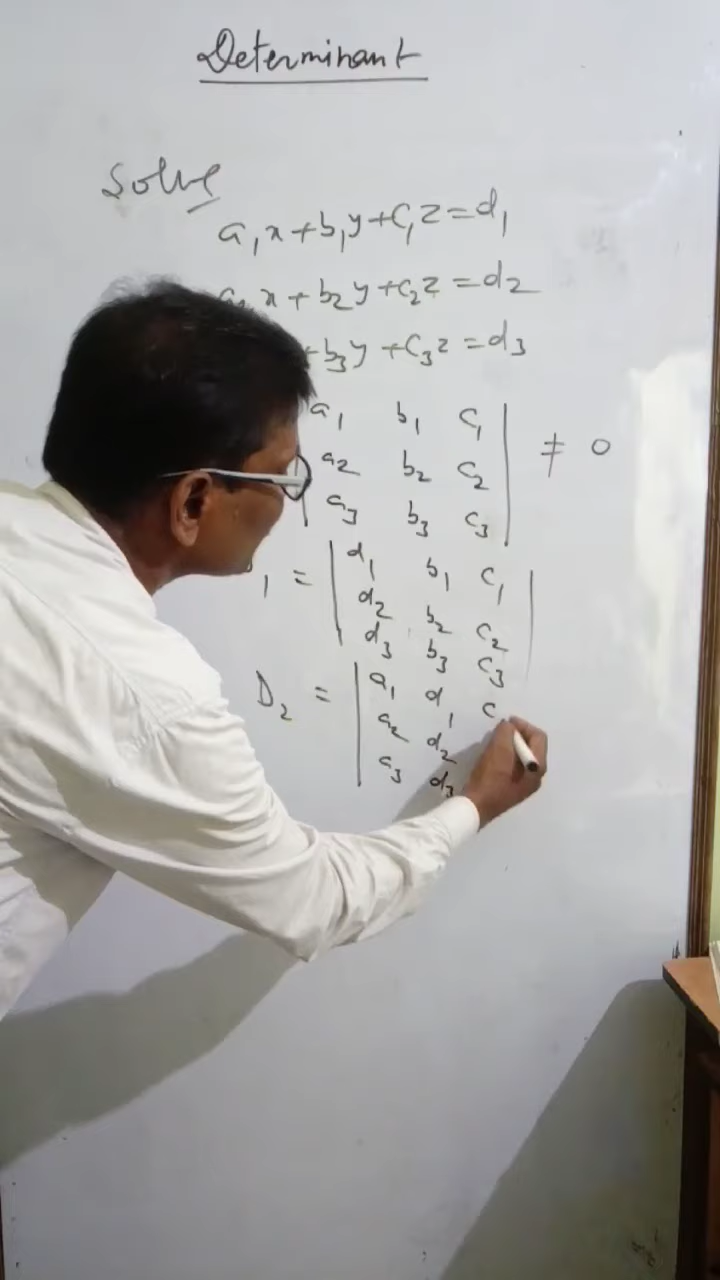 Determinant
Solve
a₁x+b₁y+c₁z=d₁
x+b₂y+c₂z=d₂
+b₃y+c₃z=d₃
a₁ b₁ c₁
a₂ b₂ c₂ | ≠ 0
| a₃ b₃ c₃
1 = | d₁ b₁ c₁ |
d₂ b₂ c₂
d₃ b₃ c₃
D₂ = | a₁ d₁ c
a₂ d₂
a₃ d₃